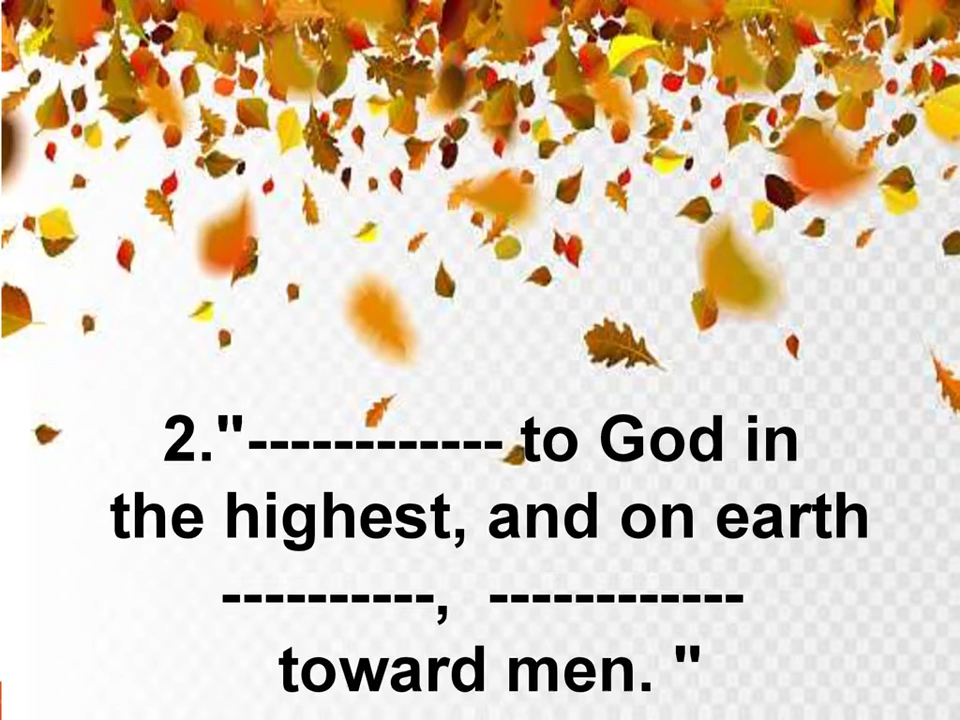 2."------------ to God in
the highest, and on earth
----------, ------------
toward men. "